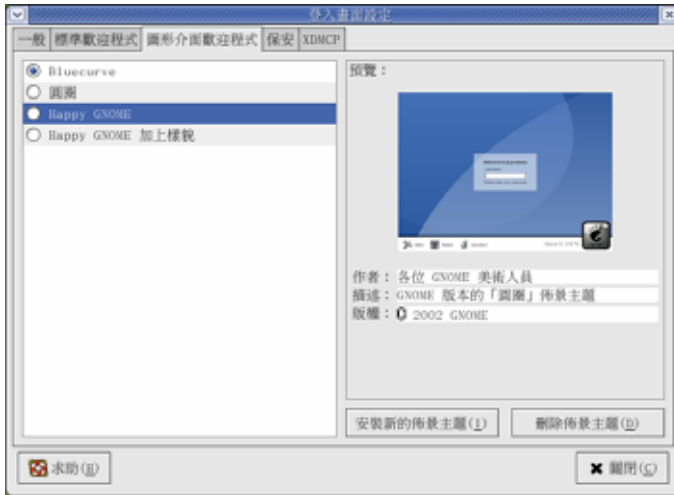 登入畫面設定
一般 標準歡迎程式 圖形介面歡迎程式 保安 XDMCP
Bluecurve
圓圈
Happy GNOME
Happy GNOME 加上樣貌
預覽：
作者：各位 GNOME 美術人員
描述：GNOME 版本的「圓圈」佈景主題
版權：© 2002 GNOME
安裝新的佈景主題(I)
刪除佈景主題(D)
求助(H)
關閉(C)